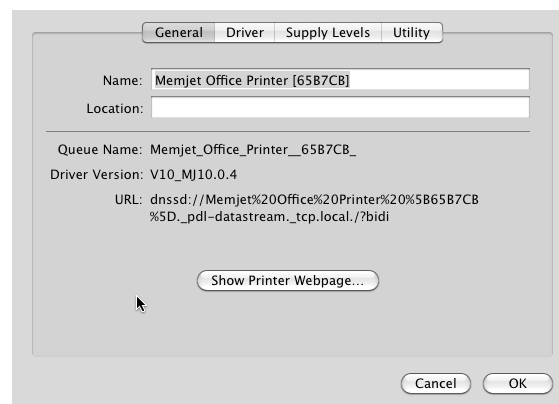 General Driver Supply Levels Utility
Name: Memjet Office Printer [65B7CB]
Location:
Queue Name: Memjet_Office_Printer__65B7CB_
Driver Version: V10_MJ10.0.4
URL: dnssd://Memjet%20Office%20Printer%20%5B65B7CB
%5D._pdl-datastream._tcp.local./?bidi
Show Printer Webpage...
Cancel OK